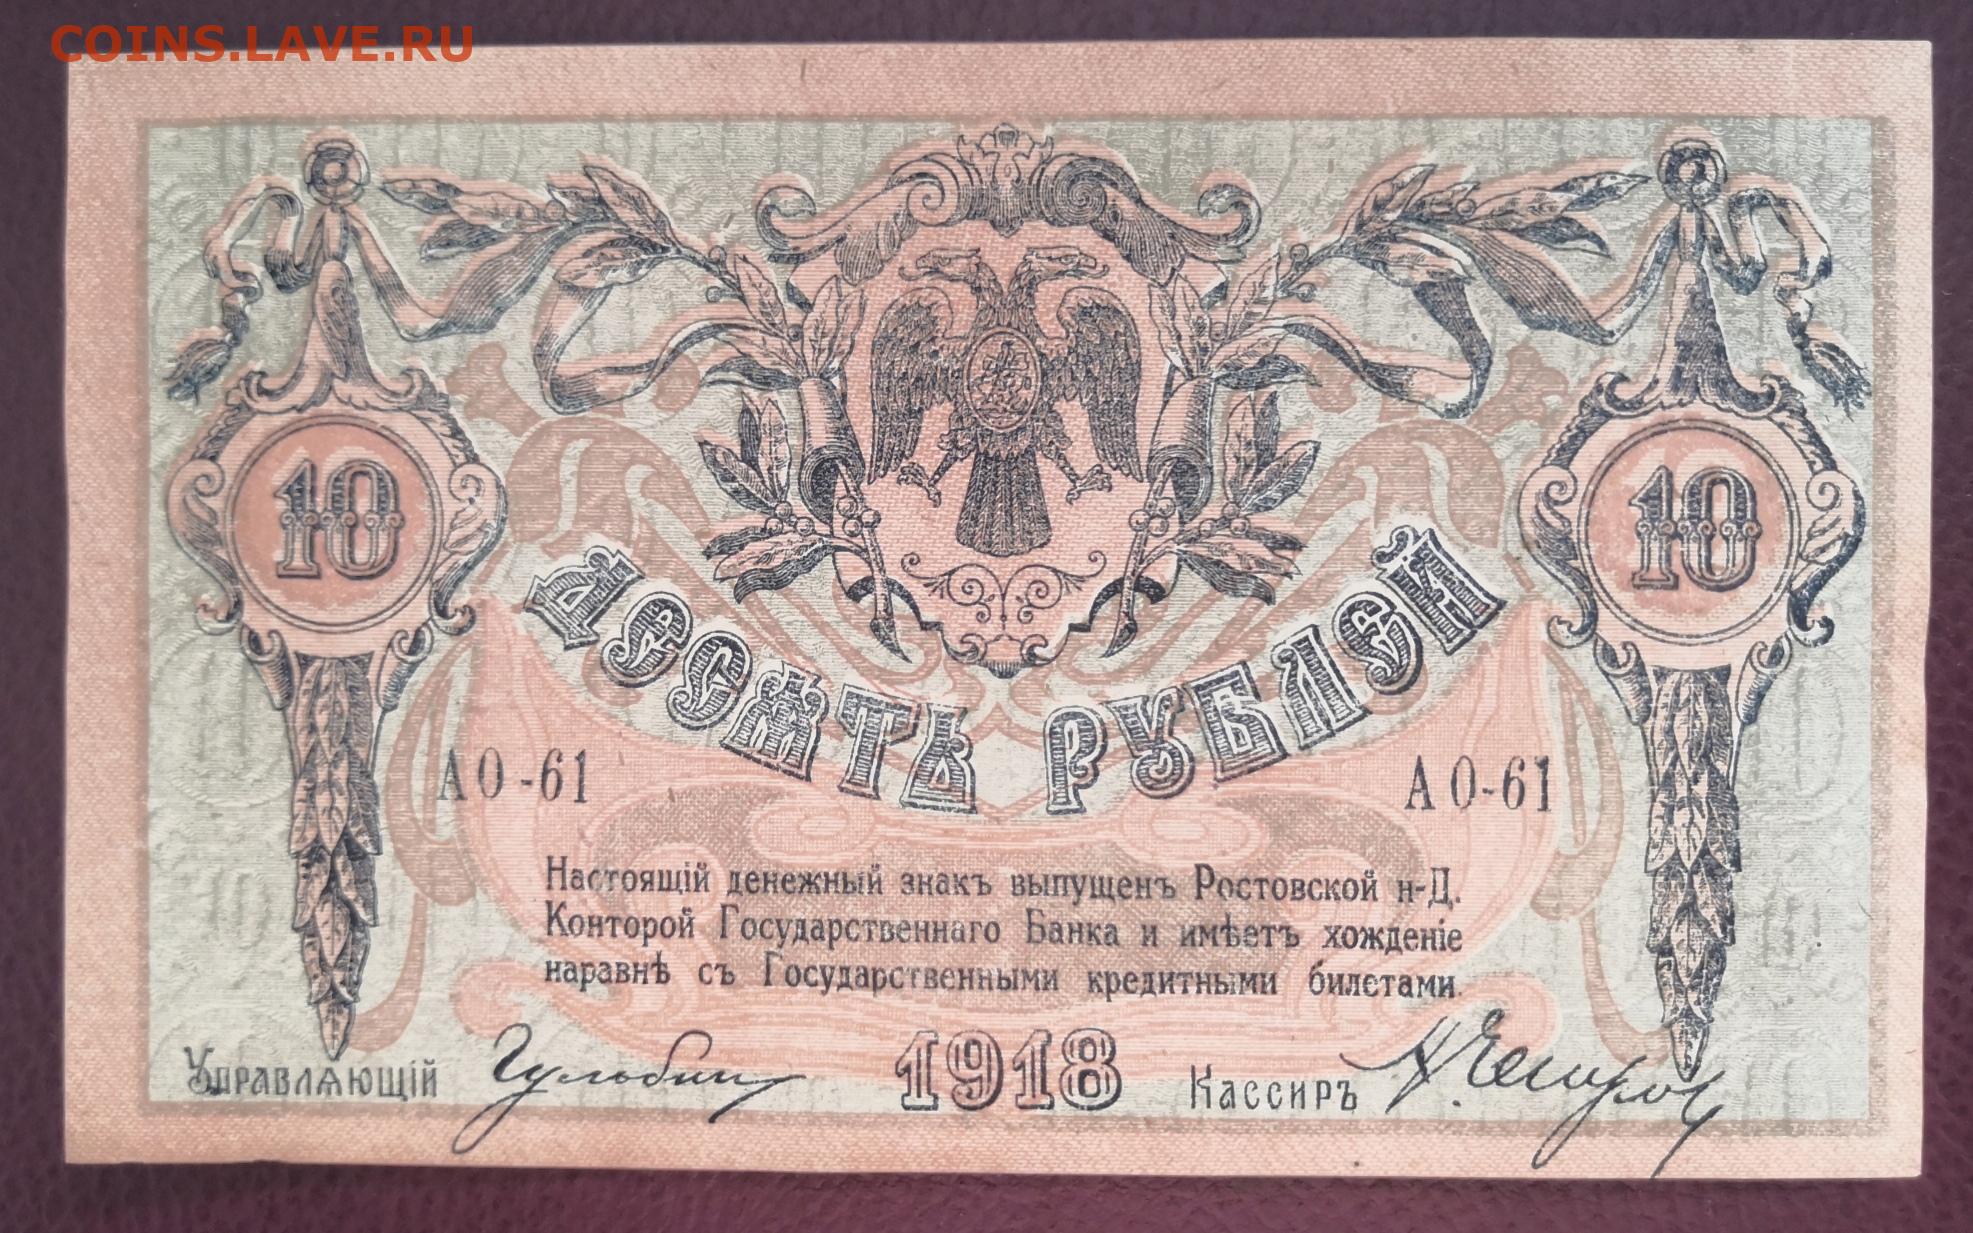 COINS.LAVE.RU
10 10
ДЕСЯТЬ РУБЛЕЙ
АО-61 АО-61
Настоящій денежный знакъ выпущенъ Ростовской н-Д.
Конторой Государственнаго Банка и имѣетъ хожденіе
наравнѣ съ Государственными кредитными билетами.
Управляющій Гульбин 1918 Кассиръ